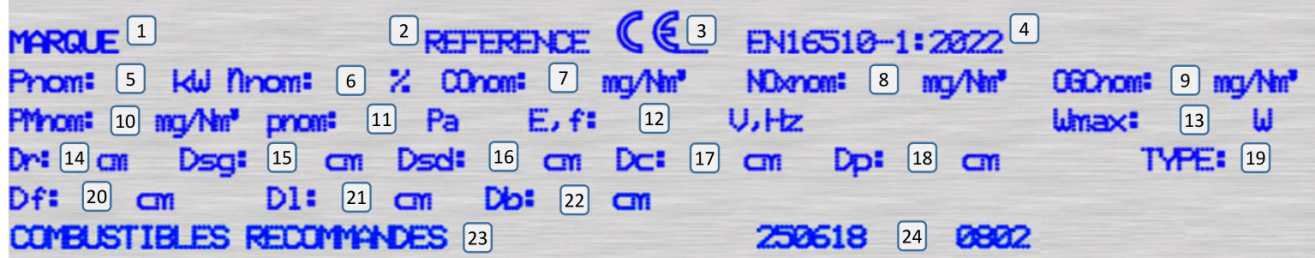 MARQUE 1 2 REFERENCE CE 3 EN16510-1:2022 4
Pnom: 5 kW ηnom: 6 % COnom: 7 mg/Nm³ NOxnom: 8 mg/Nm³ OGCnom: 9 mg/Nm³
PMnom: 10 mg/Nm³ pnom: 11 Pa E,f: 12 V,Hz Wmax: 13 W
Dr: 14 cm Dsg: 15 cm Dsd: 16 cm Dc: 17 cm Dp: 18 cm TYPE: 19
Df: 20 cm Dl: 21 cm Db: 22 cm
COMBUSTIBLES RECOMMANDES 23 250618 24 0802